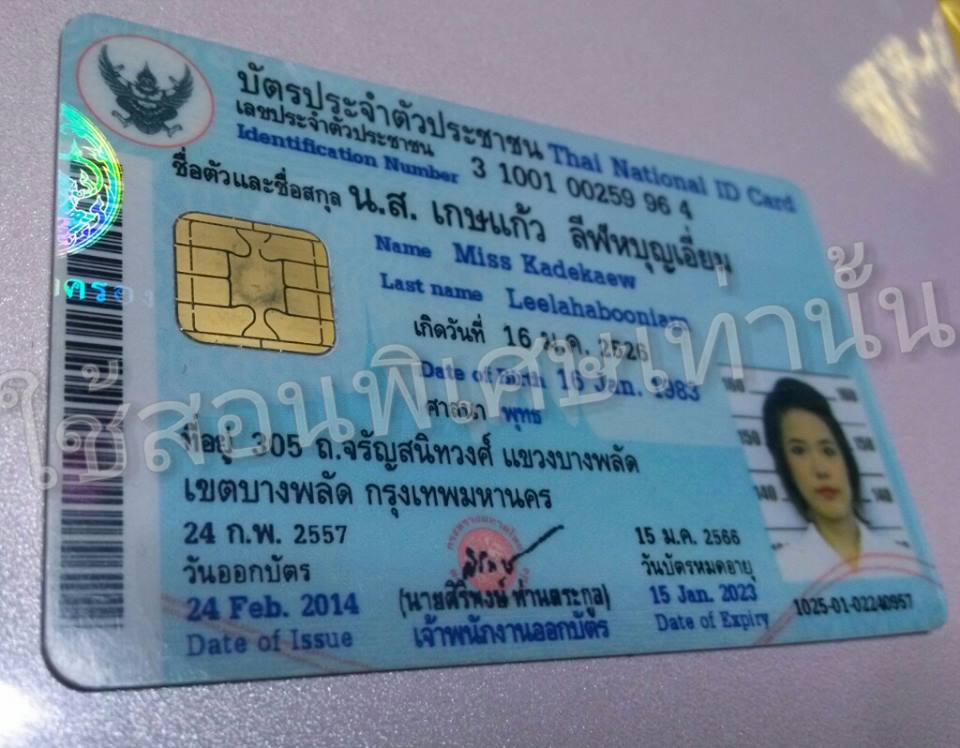 บัตรประจำตัวประชาชน Thai National ID Card
เลขประจำตัวประชาชน
Identification Number 3 1001 00259 96 4
ชื่อตัวและชื่อสกุล น.ส. เกษแก้ว ลีฬหบุญเอี่ยม
Name Miss Kadekaew
Last name Leelahabooniam
เกิดวันที่ 16 ม.ค. 2526
Date of Birth 16 Jan. 1983
ศาสนา พุทธ
ที่อยู่ 305 ถ.จรัญสนิทวงศ์ แขวงบางพลัด
เขตบางพลัด กรุงเทพมหานคร
24 ก.พ. 2557
วันออกบัตร
24 Feb. 2014
Date of Issue
(นายศิริพงษ์ ห่านตระกูล)
เจ้าพนักงานออกบัตร
15 ม.ค. 2566
วันบัตรหมดอายุ
15 Jan. 2023
Date of Expiry
160 160
150 150
140 140
1025-01-02240957
ใช้สอนพิเศษเท่านั้น